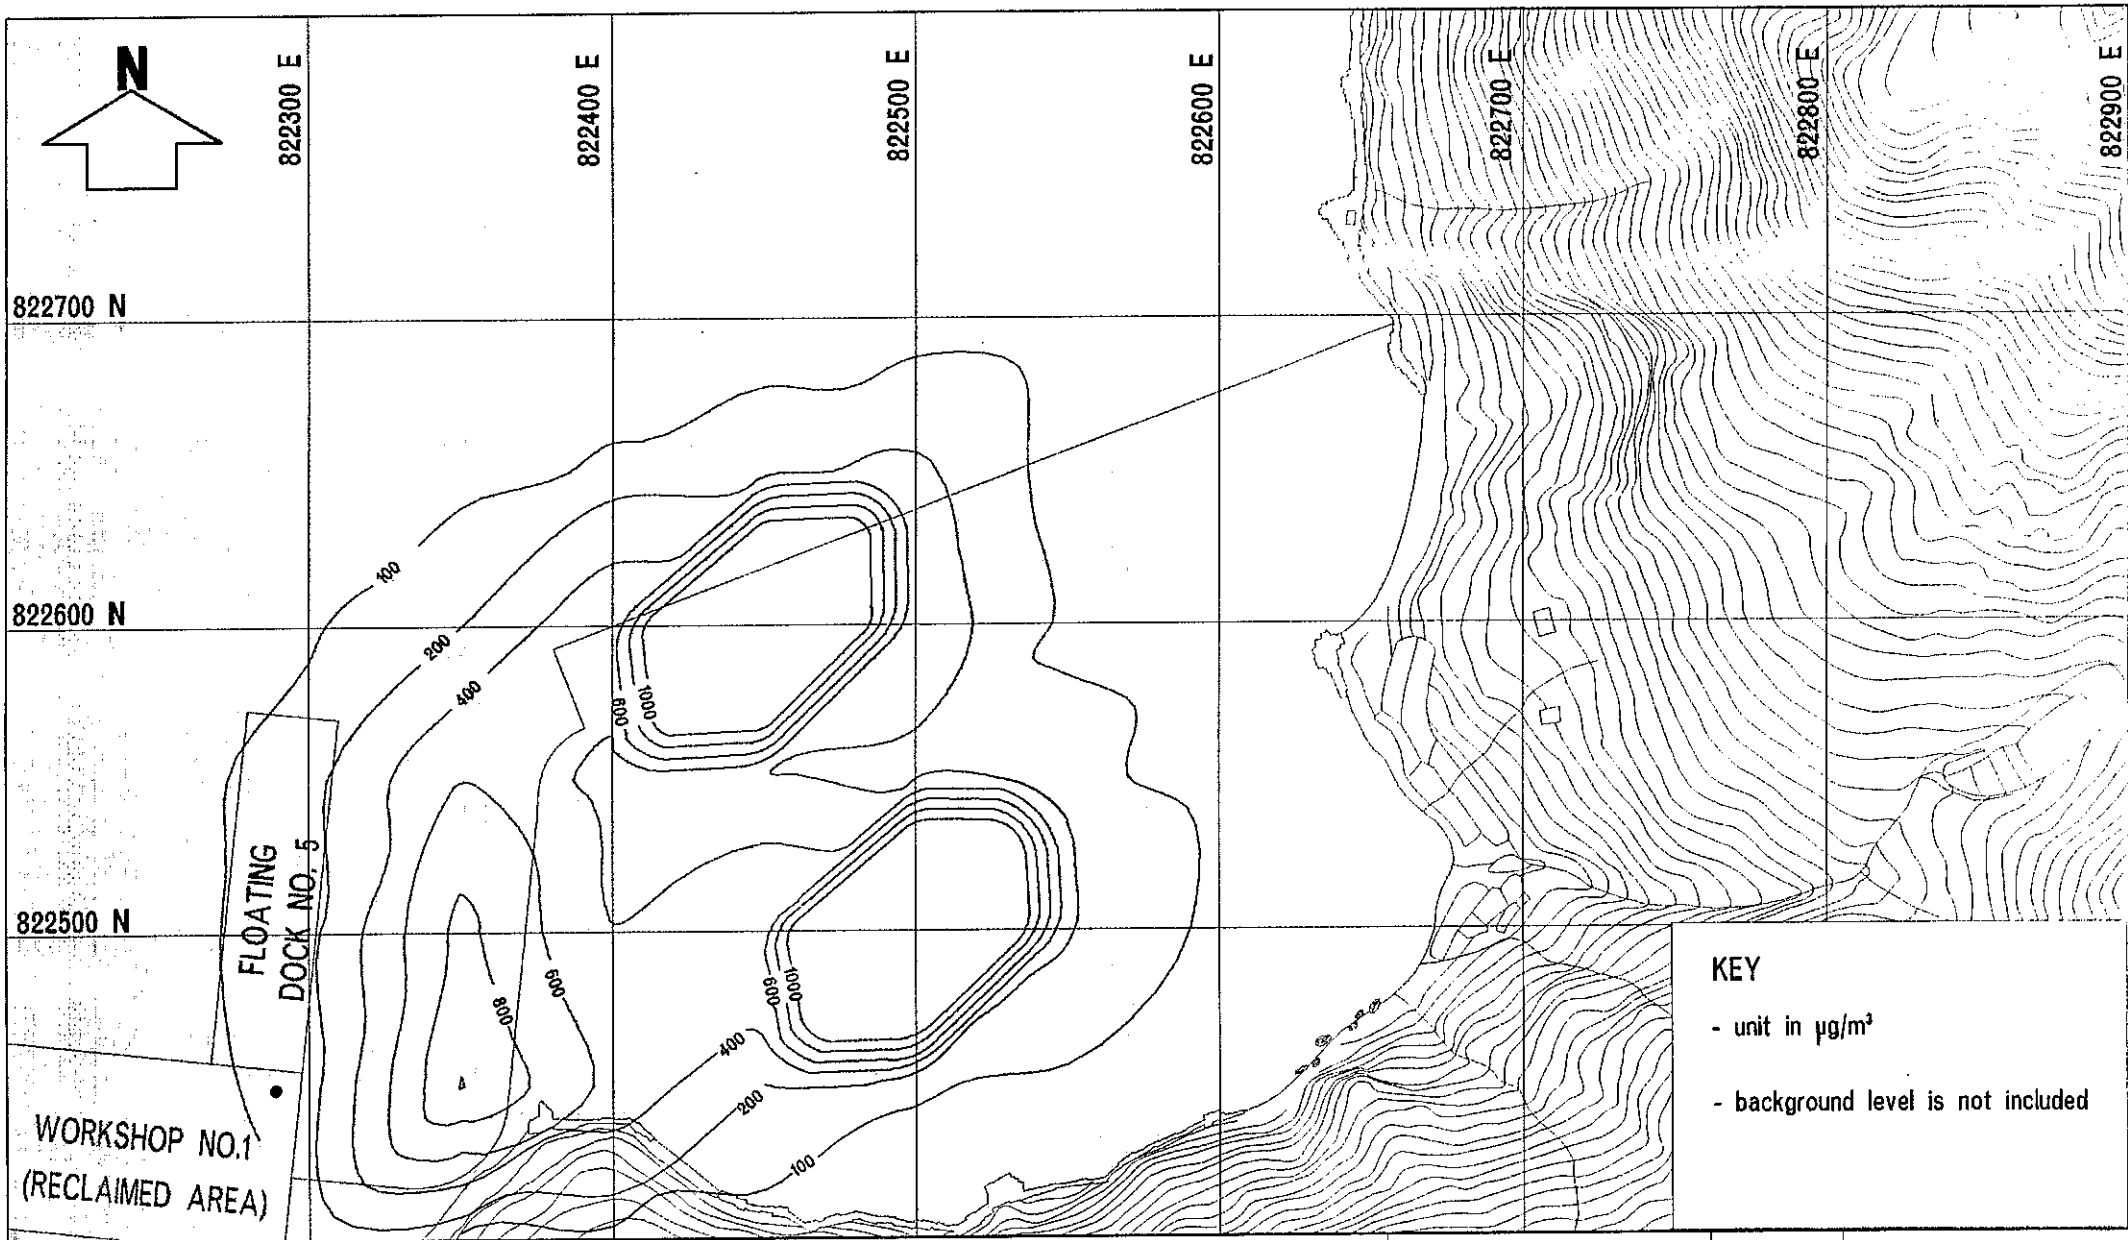 N
822300 E
822400 E
822500 E
822600 E
822700 E
822800 E
822900 E
822700 N
822600 N
822500 N
100
200
400
600
1000
FLOATING
DOCK NO. 5
800
600
600
1000
400
200
100
WORKSHOP NO.1
(RECLAIMED AREA)
KEY
- unit in µg/m³
- background level is not included